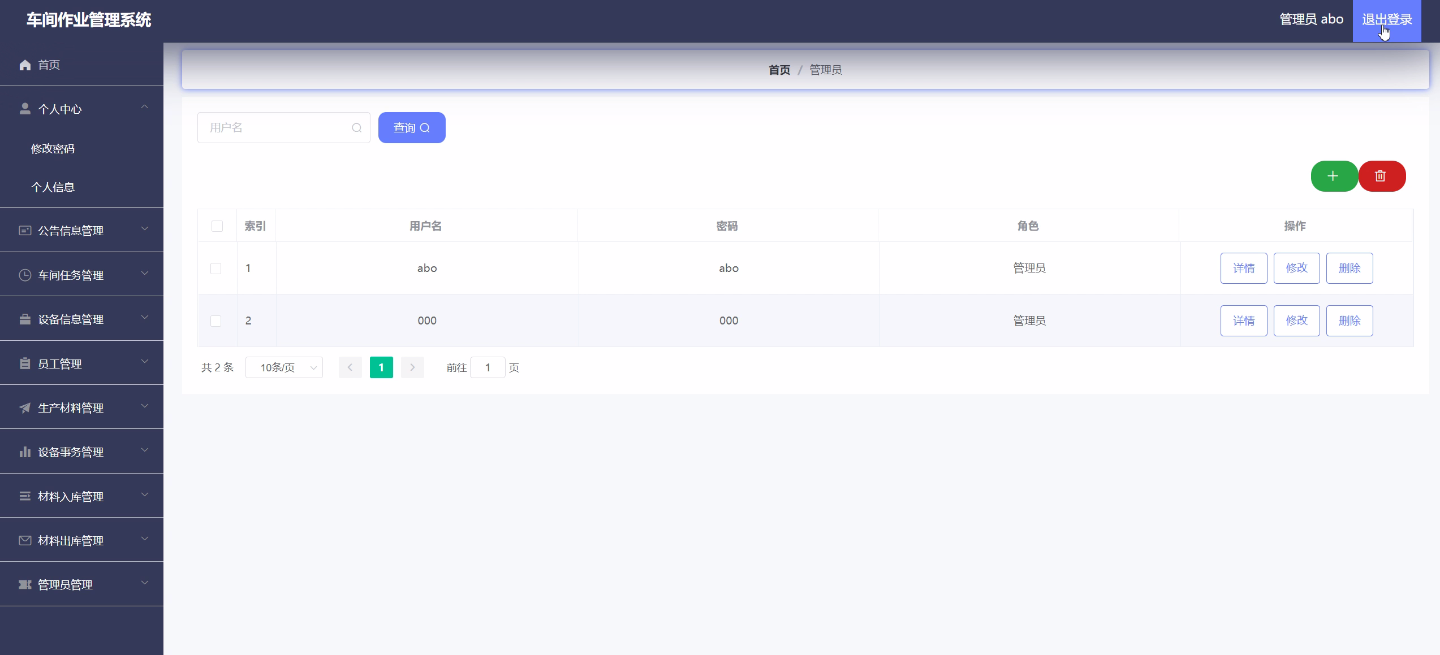 车间作业管理系统
管理员 abo
退出登录
首页
个人中心
修改密码
个人信息
公告信息管理
车间任务管理
设备信息管理
员工管理
生产材料管理
设备事务管理
材料入库管理
材料出库管理
管理员管理
首页 / 管理员
用户名
查询
索引 用户名 密码 角色 操作
1 abo abo 管理员 详情 修改 删除
2 000 000 管理员 详情 修改 删除
共 2 条 10条/页 1 前往 1 页